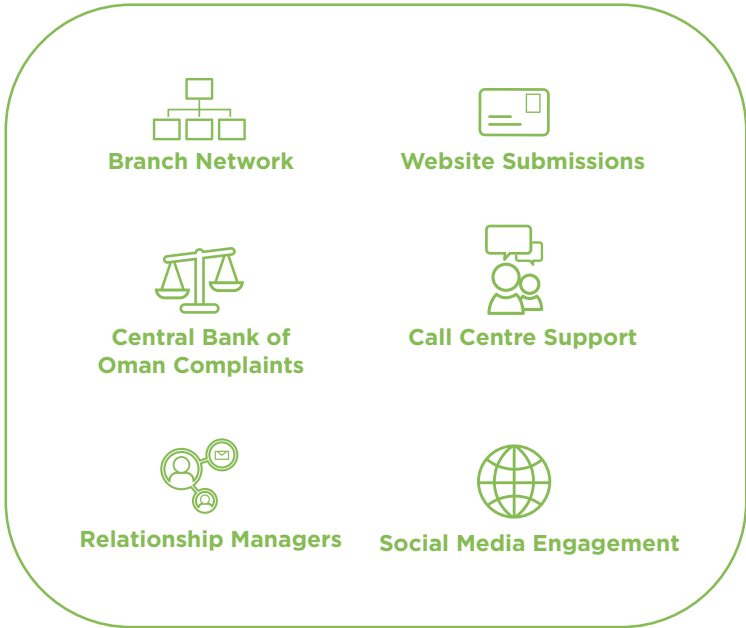 Branch Network
Website Submissions
Central Bank of
Oman Complaints
Call Centre Support
Relationship Managers
Social Media Engagement